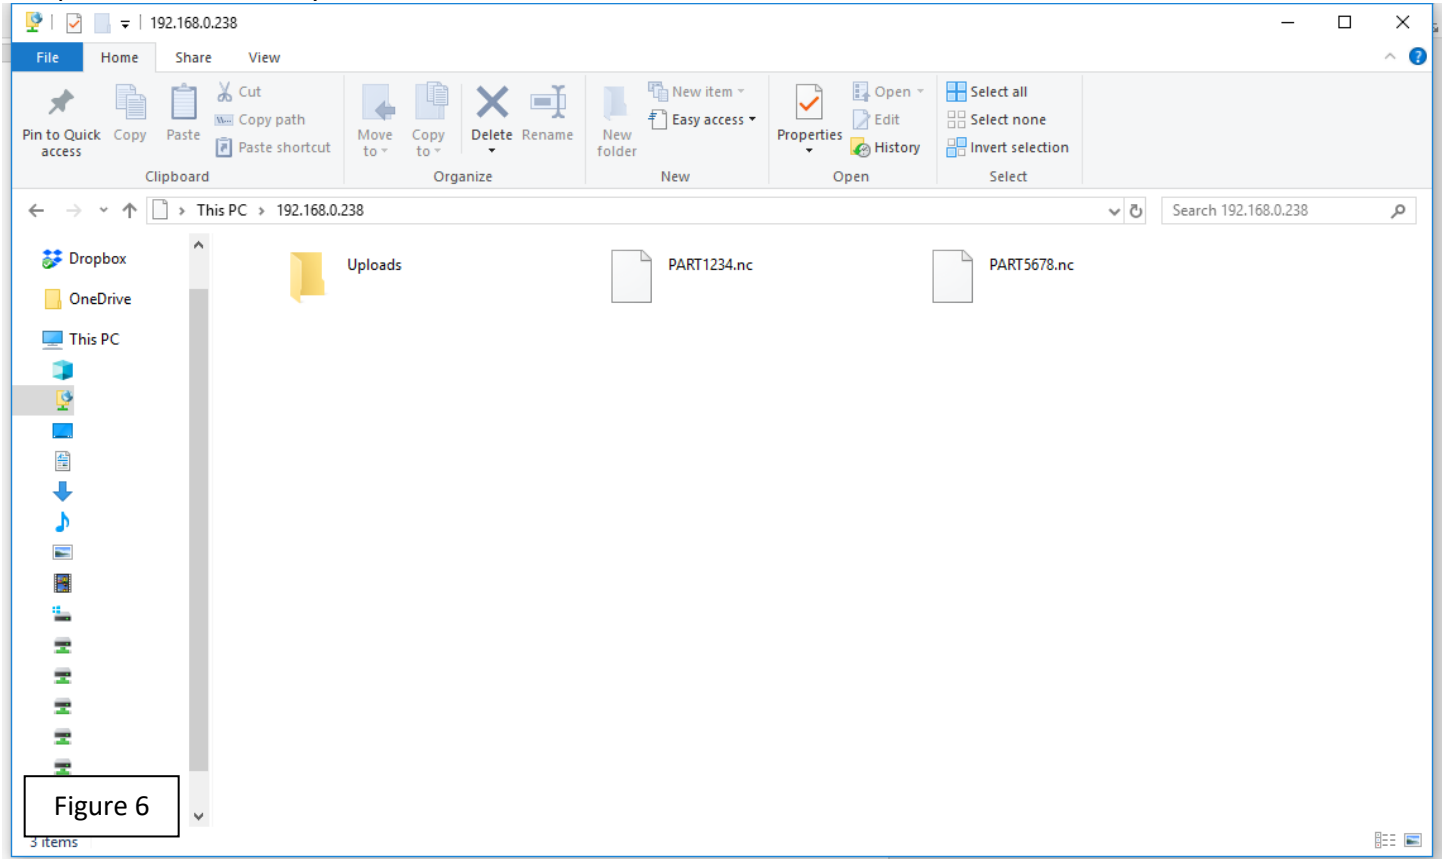 192.168.0.238
File Home Share View
Pin to Quick access
Copy
Paste
Cut
Copy path
Paste shortcut
Clipboard
Move to
Copy to
Delete
Rename
Organize
New folder
New item
Easy access
New
Properties
Open
Edit
History
Open
Select all
Select none
Invert selection
Select
This PC > 192.168.0.238
Search 192.168.0.238
Dropbox
OneDrive
This PC
Uploads
PART1234.nc
PART5678.nc
Figure 6
3 items